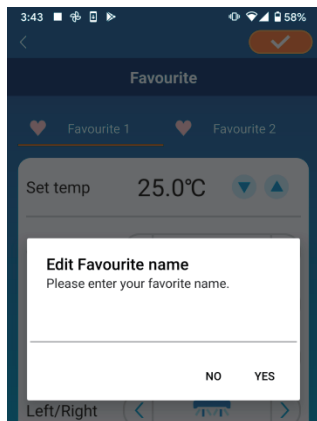 3:43 58%
Favourite
Favourite 1 Favourite 2
Set temp 25.0°C
Edit Favourite name
Please enter your favorite name.
NO YES
Left/Right